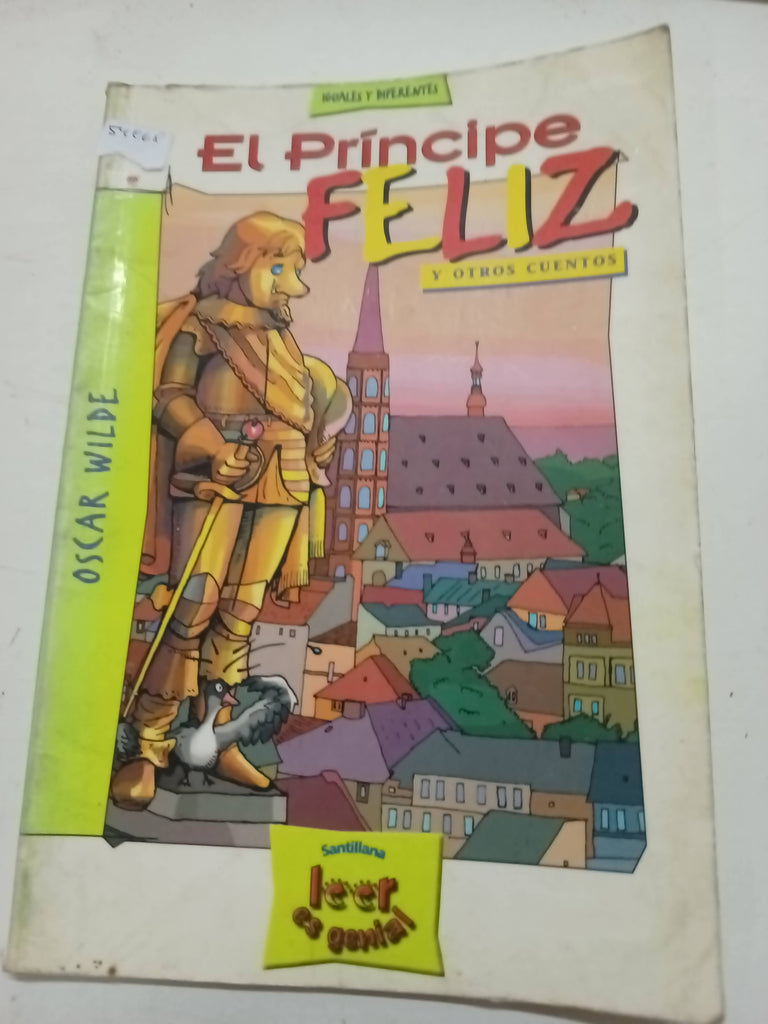 IGUALES Y DIFERENTES
El Príncipe
FELIZ
Y OTROS CUENTOS
OSCAR WILDE
Santillana
leer
es genial